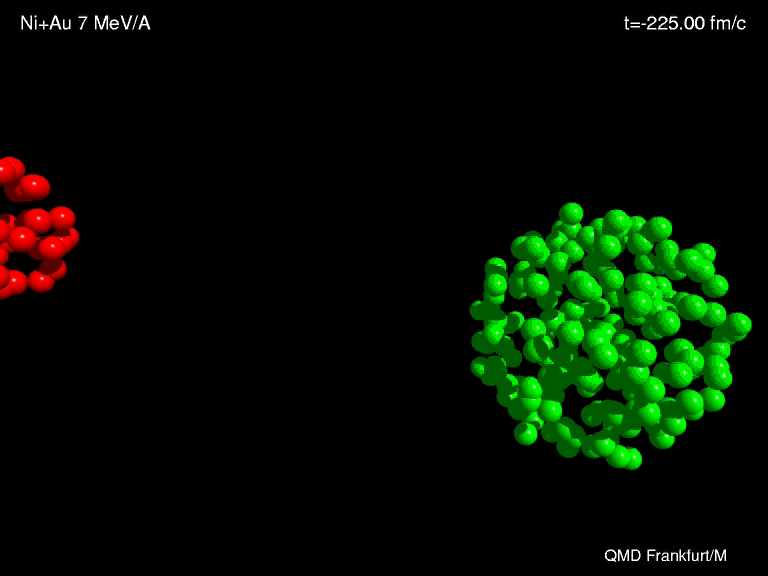 Ni+Au 7 MeV/A
t=-225.00 fm/c
QMD Frankfurt/M